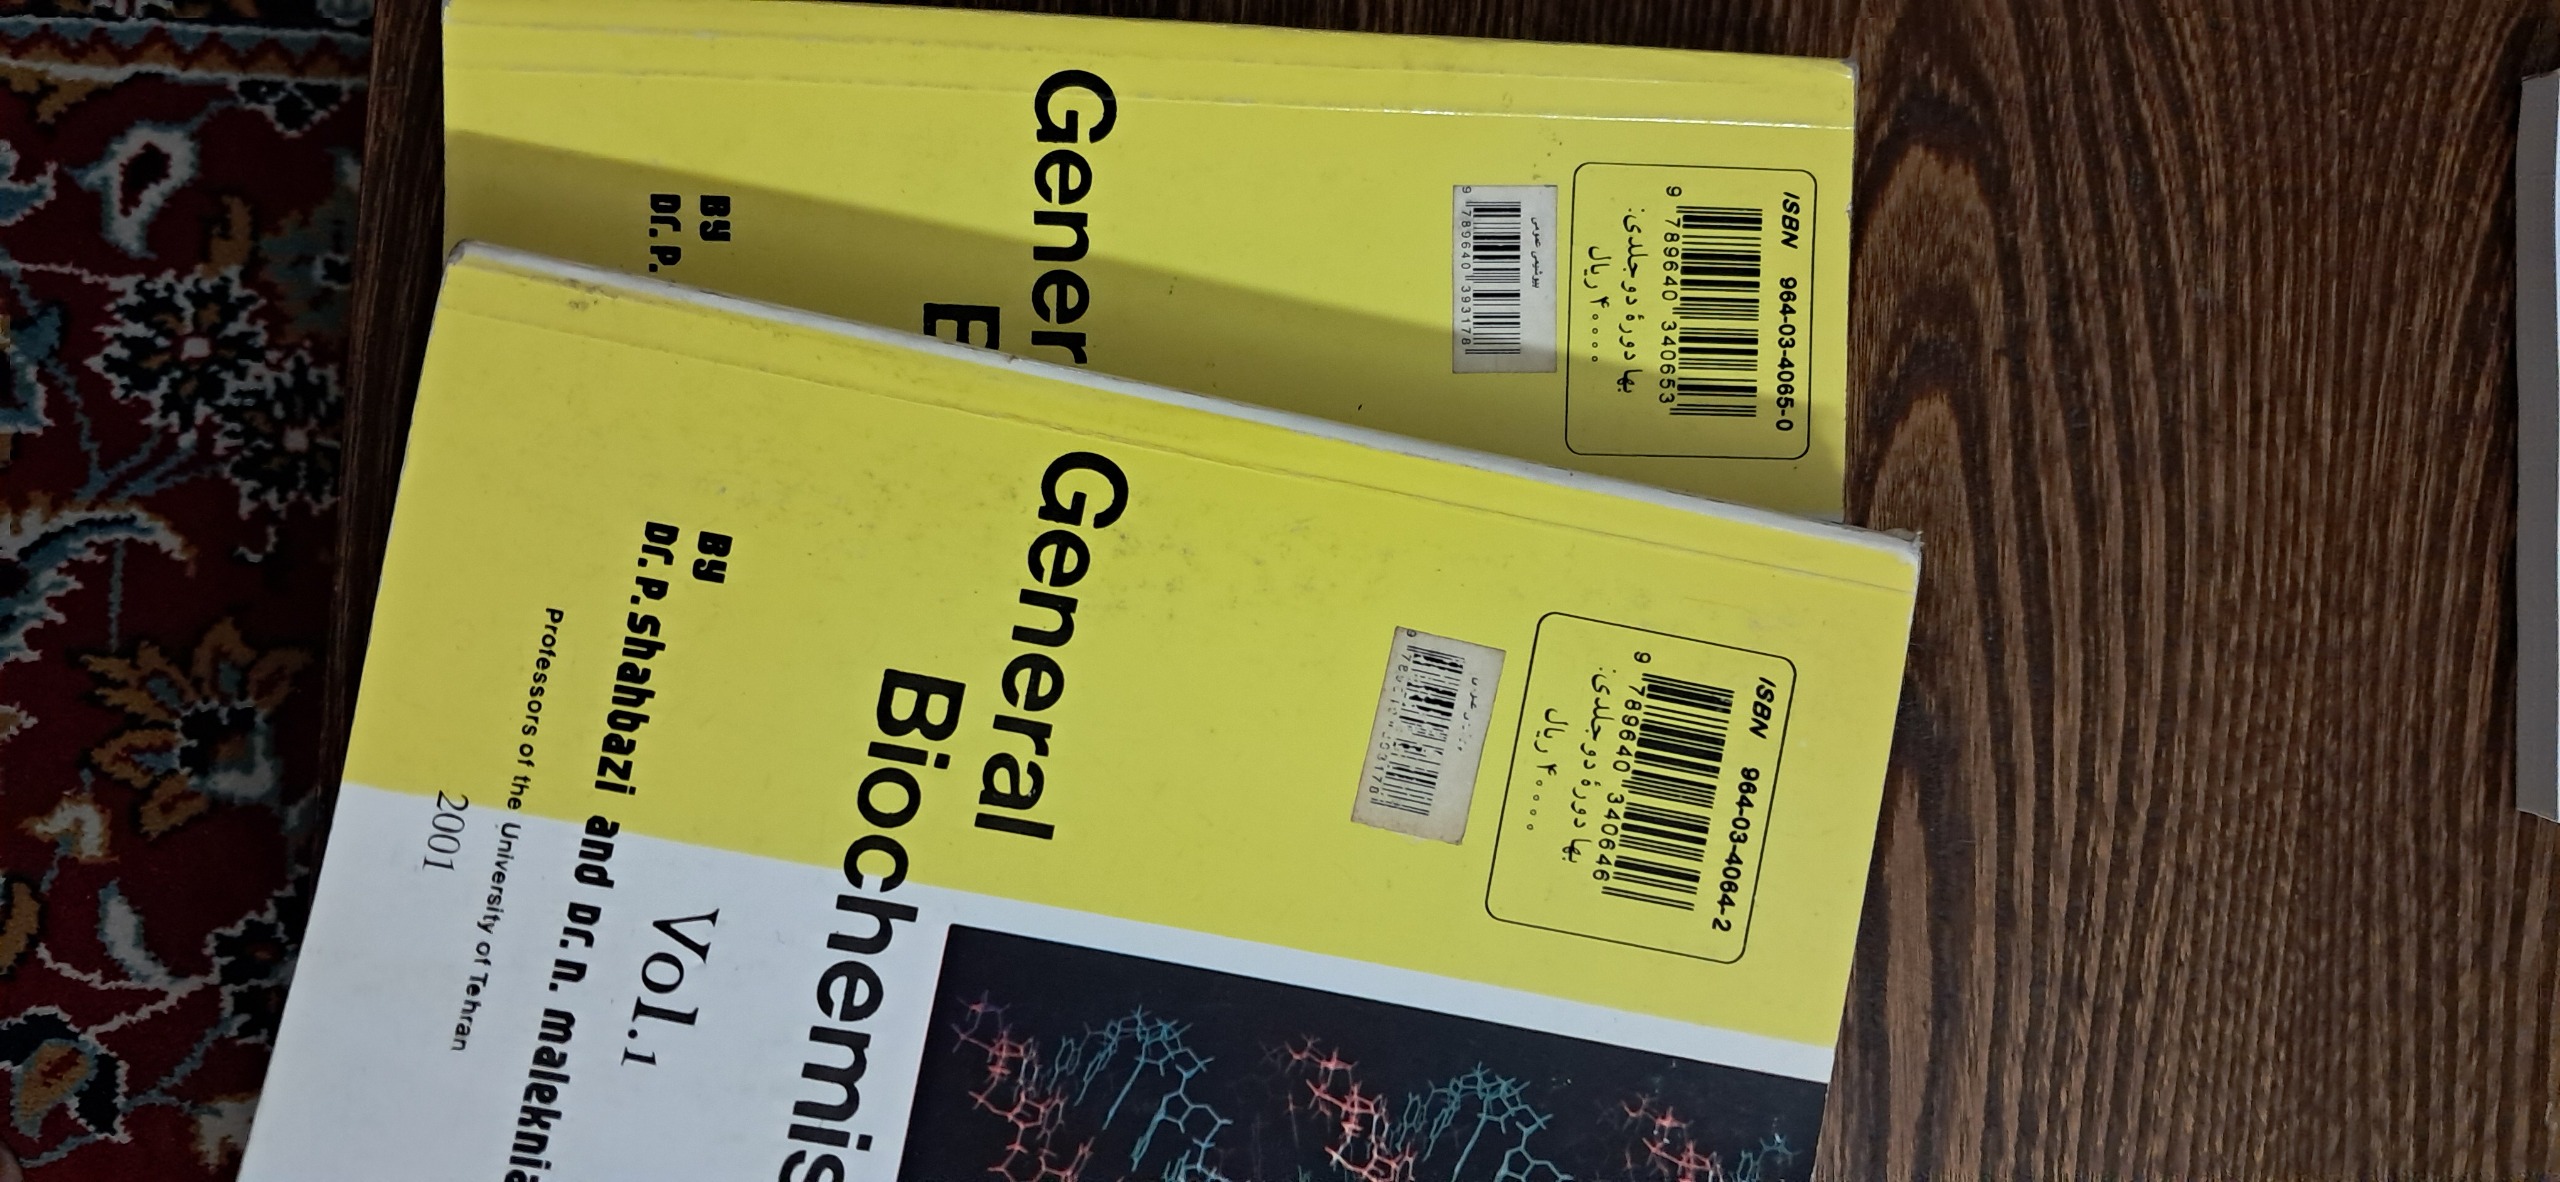 ISBN 964-03-4065-0
9 789640 340653
بها دورهٔ دو جلدی:
۴۰۰۰۰ ریال
بیوشیمی عمومی
9 789640 393178
Gener
B
By
Dr. P.
ISBN 964-03-4064-2
9 789640 340646
بها دورهٔ دو جلدی:
۴۰۰۰۰ ریال
General
Biochemis
Vol.1
By
Dr.P.shahbazi and Dr. n. maleknia
Professors of the University of Tehran
2001